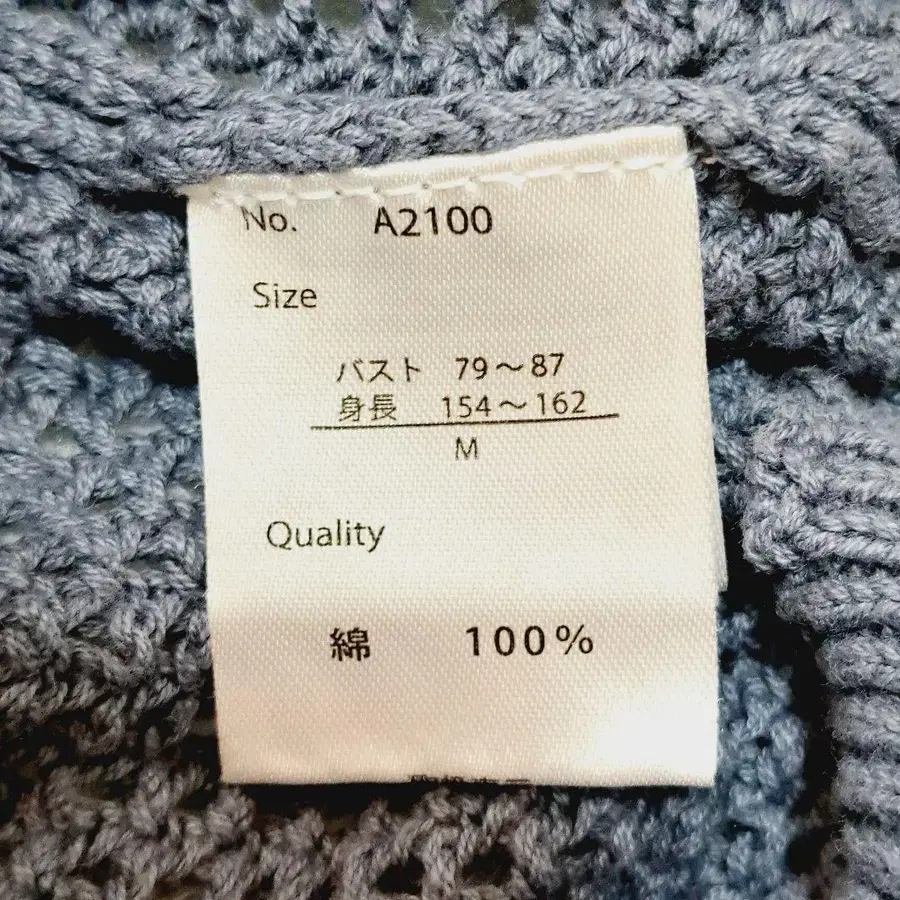 No. A2100
Size
バスト 79～87
身長 154～162
M
Quality
綿 100%